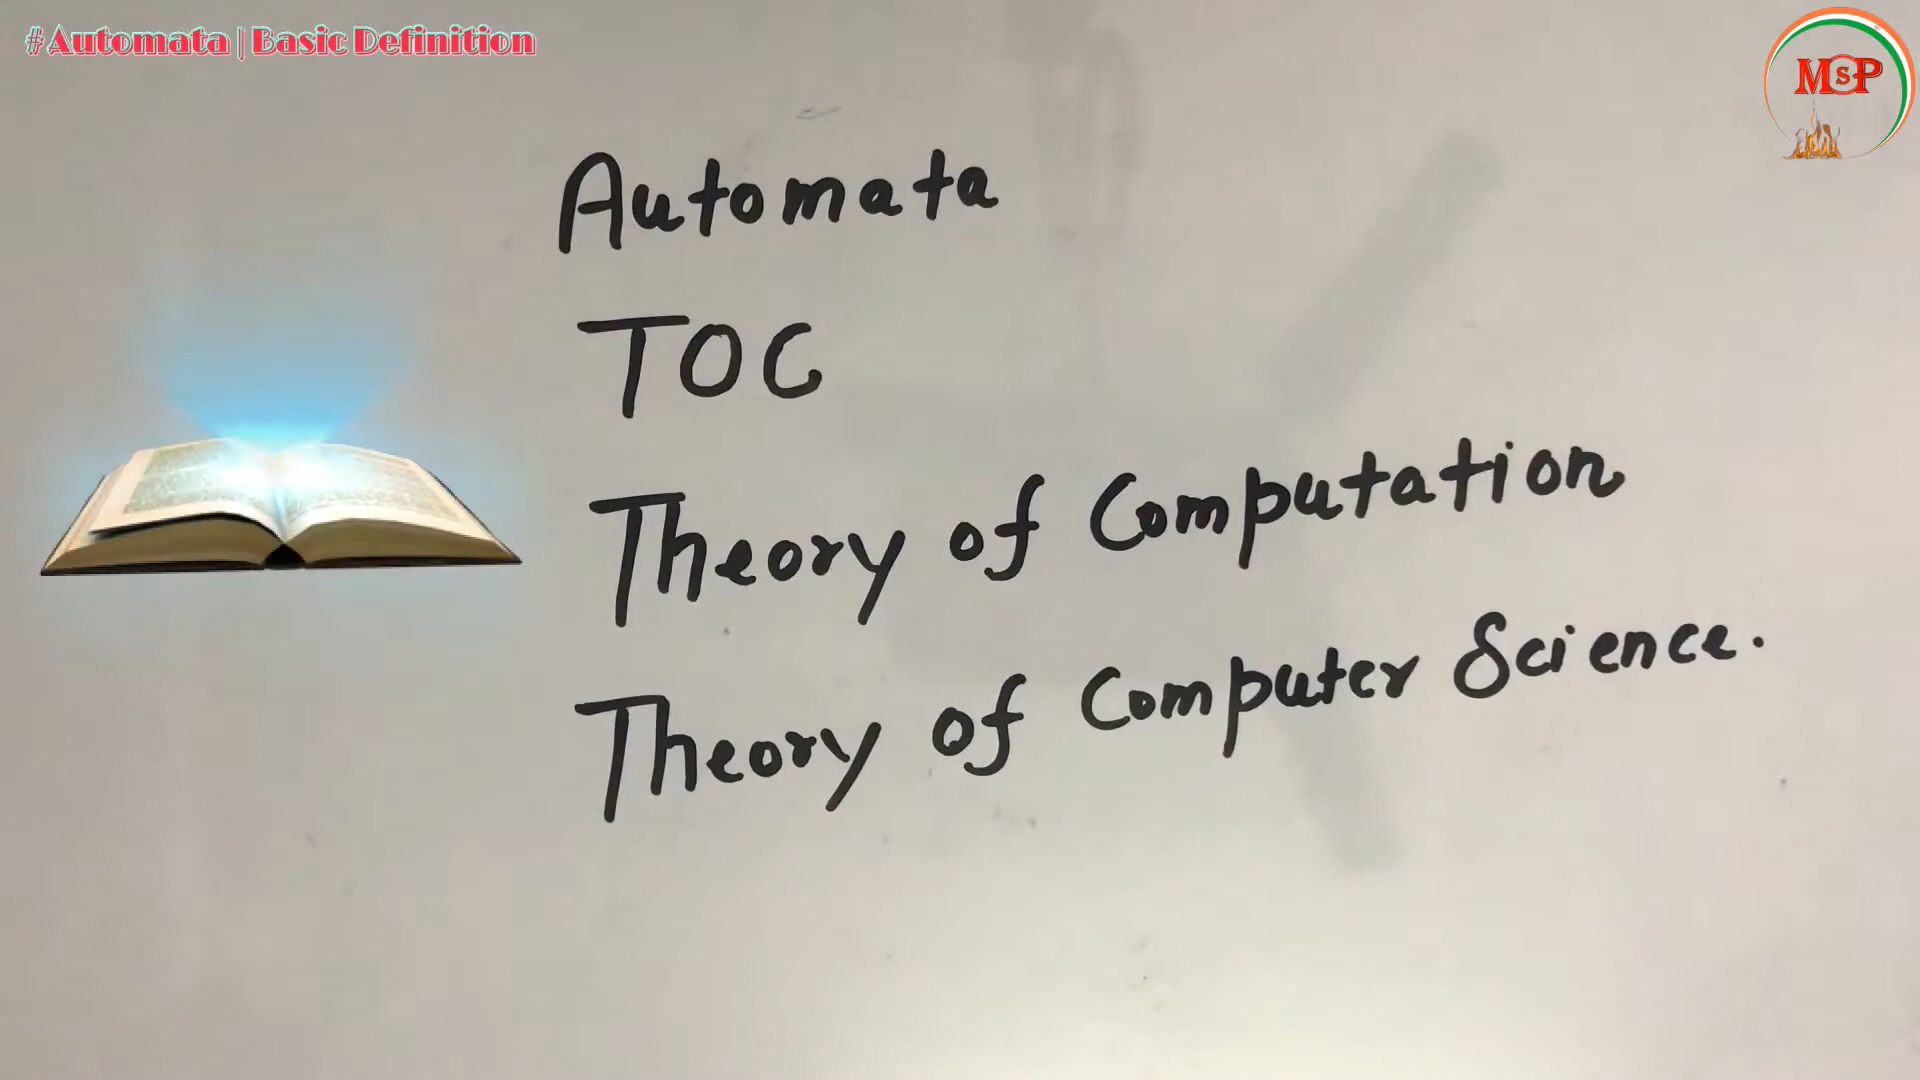 #Automata | Basic Definition
MSP
Automata
TOC
Theory of Computation
Theory of Computer Science.